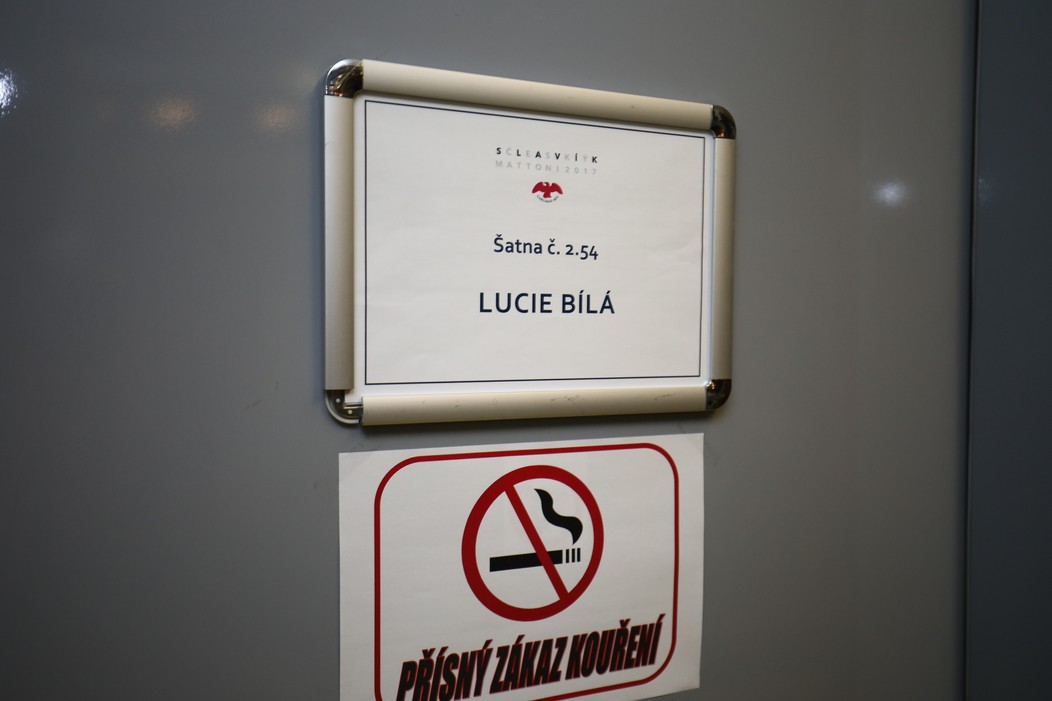 SČLEASVKÍYK
MATTONI 2017
Šatna č. 2.54
LUCIE BÍLÁ
PŘÍSNÝ ZÁKAZ KOUŘENÍ